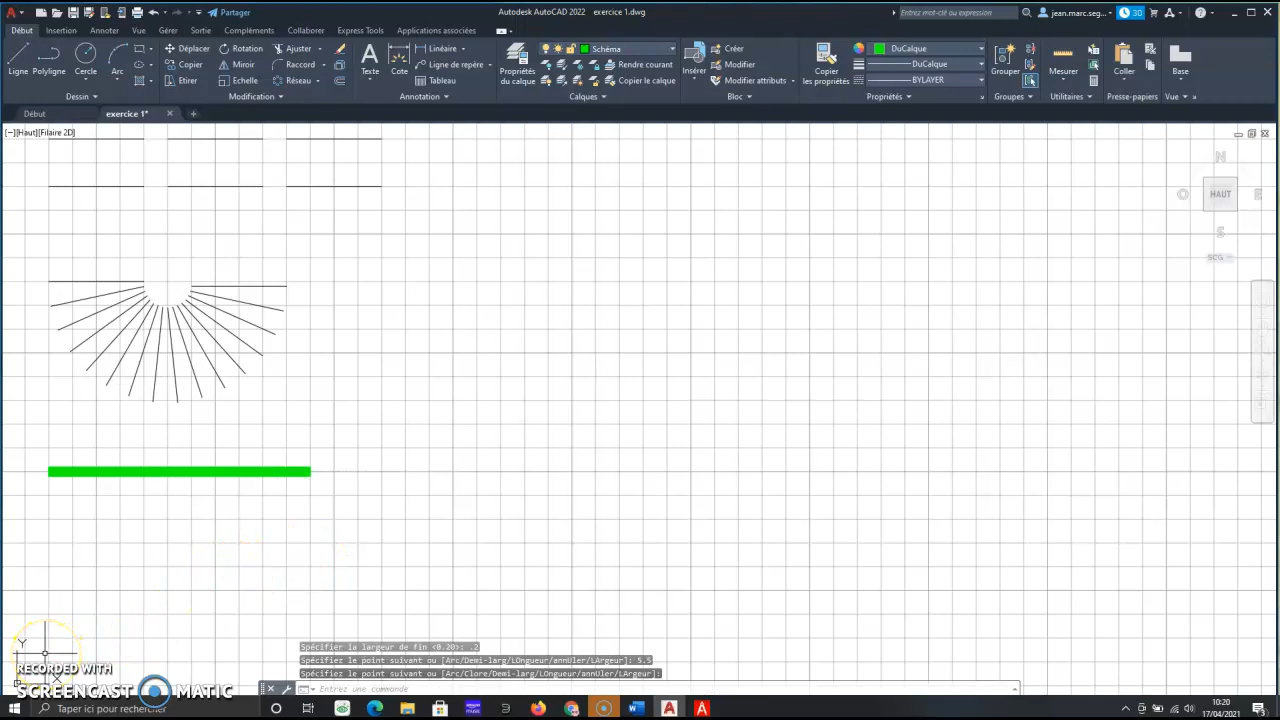 Partager
Autodesk AutoCAD 2022 exercice 1.dwg
Entrez mot-clé ou expression
jean.marc.seg...
30
Début Insertion Annoter Vue Gérer Sortie Compléments Collaborer Express Tools Applications actives
Ligne Polyligne Cercle Arc
Déplacer Rotation Ajuster
Copier Miroir Raccord
Etirer Echelle Réseau
Texte Cote
Linéaire
Ligne de repère
Tableau
Propriétés du calque
Schéma
Rendre courant
Copier le calque
Insérer
Créer
Modifier
Modifier attributs
Copier les propriétés
DuCalque
DuCalque
BYLAYER
Grouper
Mesurer
Coller
Base
Dessin Modification Annotation Calques Bloc Propriétés Groupes Utilitaires Presse-papiers Vue
Début exercice 1*
[−][Haut][Filaire 2D]
N
O HAUT E
S
SCG
Y
X
Spécifier la largeur de fin <0.20>: .2
Spécifiez le point suivant ou [Arc/Demi-larg/LOngueur/annUler/LArgeur]: 5.5
Spécifiez le point suivant ou [Arc/Clore/Demi-larg/LOngueur/annUler/LArgeur]:
Entrez une commande
RECORDED WITH
SCREENCAST MATIC
Taper ici pour rechercher
10:20
17/04/2021